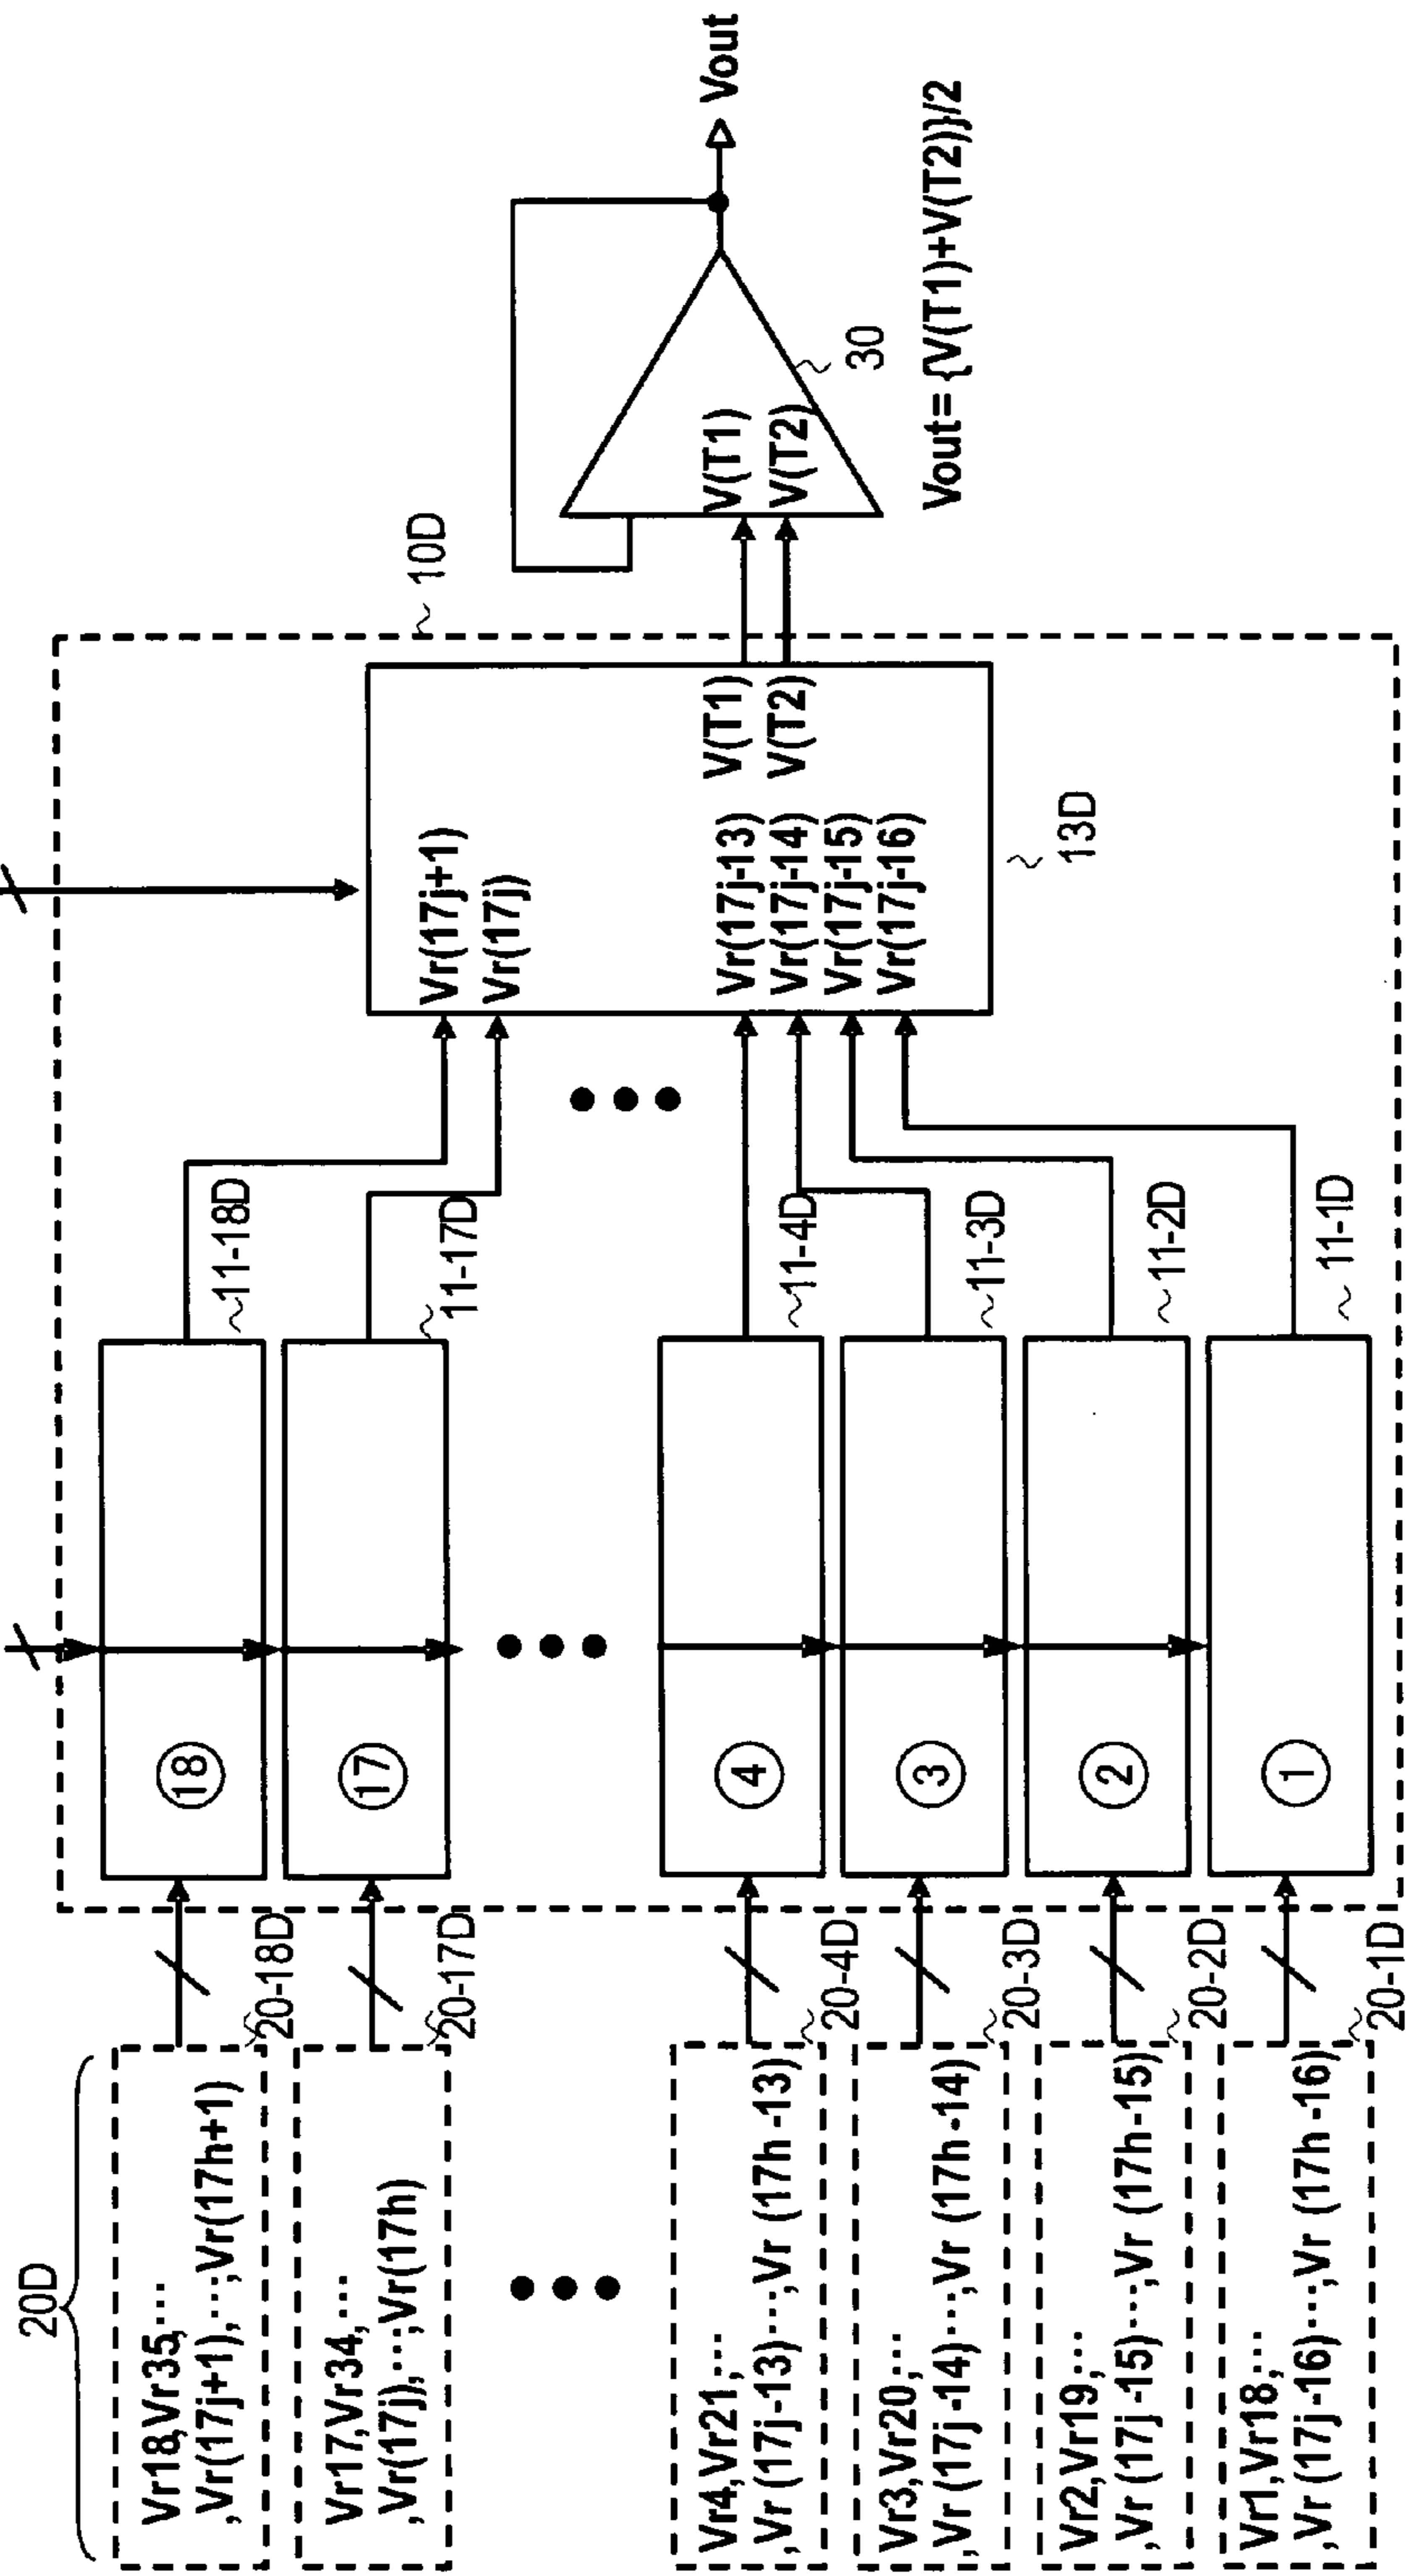 20D
Vr18,Vr35,···
,Vr(17j+1),···,Vr(17h+1)
20-18D
Vr17,Vr34,···
,Vr(17j),···,Vr(17h)
20-17D
Vr4,Vr21,···
,Vr (17j-13)···,Vr (17h-13)
20-4D
Vr3,Vr20,···
,Vr (17j-14)···,Vr (17h-14)
20-3D
Vr2,Vr19,···
,Vr (17j-15)···,Vr (17h-15)
20-2D
Vr1,Vr18,···
,Vr (17j-16)···,Vr (17h-16)
20-1D
18
11-18D
17
11-17D
4
11-4D
3
11-3D
2
11-2D
1
11-1D
10D
Vr(17j+1)
Vr(17j)
Vr(17j-13)
Vr(17j-14)
Vr(17j-15)
Vr(17j-16)
V(T1)
V(T2)
13D
V(T1)
V(T2)
30
Vout
Vout={V(T1)+V(T2)}/2